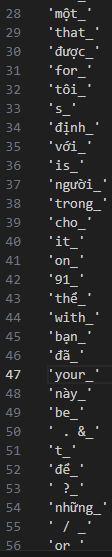 28 'một_'
29 'that_'
30 'được_'
31 'for_'
32 'tôi_'
33 's_'
34 'định_'
35 'với_'
36 'is_'
37 'người_'
38 'trong_'
39 'cho_'
40 'it_'
41 'on_'
42 '91_'
43 'thể_'
44 'with_'
45 'bạn_'
46 'đã_'
47 'your_'
48 'này_'
49 'be_'
50 ' . &_'
51 't_'
52 'để_'
53 ' ?_'
54 'những_'
55 ' / _'
56 'or_'